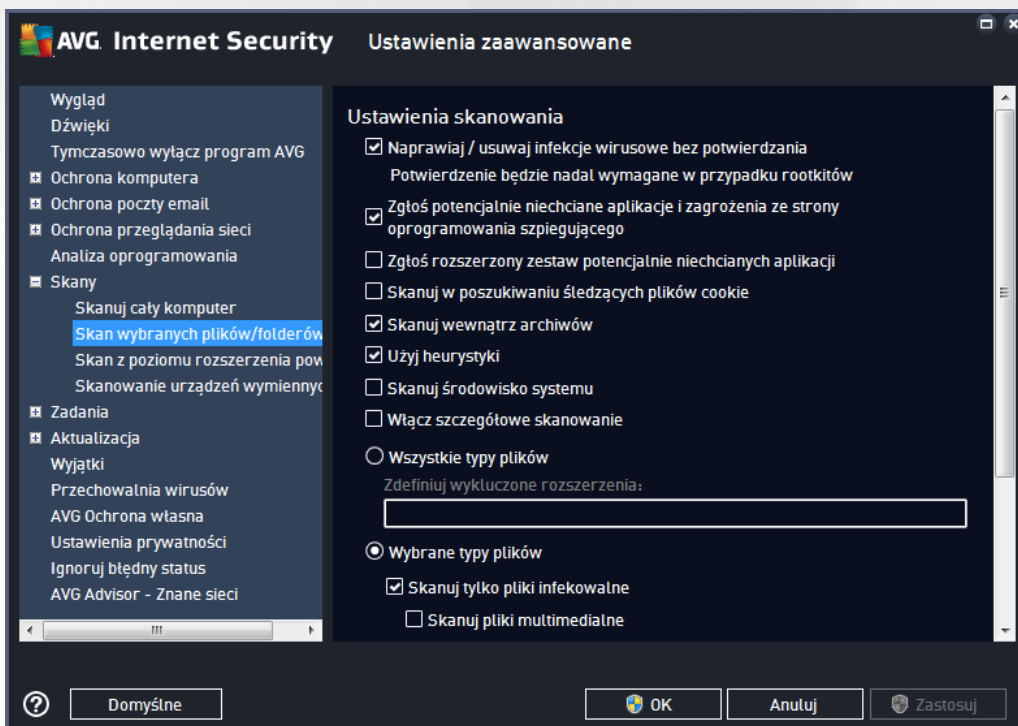 AVG. Internet Security
Ustawienia zaawansowane
Wygląd
Dźwięki
Tymczasowo wyłącz program AVG
Ochrona komputera
Ochrona poczty email
Ochrona przeglądania sieci
Analiza oprogramowania
Skany
Skanuj cały komputer
Skan wybranych plików/folderów
Skan z poziomu rozszerzenia pow
Skanowanie urządzeń wymiennyc
Zadania
Aktualizacja
Wyjątki
Przechowalnia wirusów
AVG Ochrona własna
Ustawienia prywatności
Ignoruj błędny status
AVG Advisor - Znane sieci
Ustawienia skanowania
Naprawiaj / usuwaj infekcje wirusowe bez potwierdzania
Potwierdzenie będzie nadal wymagane w przypadku rootkitów
Zgłoś potencjalnie niechciane aplikacje i zagrożenia ze strony
oprogramowania szpiegującego
Zgłoś rozszerzony zestaw potencjalnie niechcianych aplikacji
Skanuj w poszukiwaniu śledzących plików cookie
Skanuj wewnątrz archiwów
Użyj heurystyki
Skanuj środowisko systemu
Włącz szczegółowe skanowanie
Wszystkie typy plików
Zdefiniuj wykluczone rozszerzenia:
Wybrane typy plików
Skanuj tylko pliki infekowalne
Skanuj pliki multimedialne
Domyślne
OK
Anuluj
Zastosuj